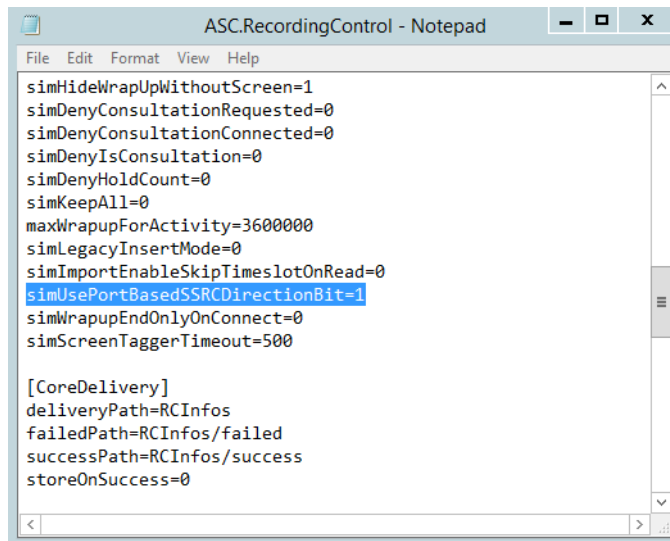 ASC.RecordingControl - Notepad
File Edit Format View Help
simHideWrapUpWithoutScreen=1
simDenyConsultationRequested=0
simDenyConsultationConnected=0
simDenyIsConsultation=0
simDenyHoldCount=0
simKeepAll=0
maxWrapupForActivity=3600000
simLegacyInsertMode=0
simImportEnableSkipTimeslotOnRead=0
simUsePortBasedSSRCDirectionBit=1
simWrapupEndOnlyOnConnect=0
simScreenTaggerTimeout=500
[CoreDelivery]
deliveryPath=RCInfos
failedPath=RCInfos/failed
successPath=RCInfos/success
storeOnSuccess=0